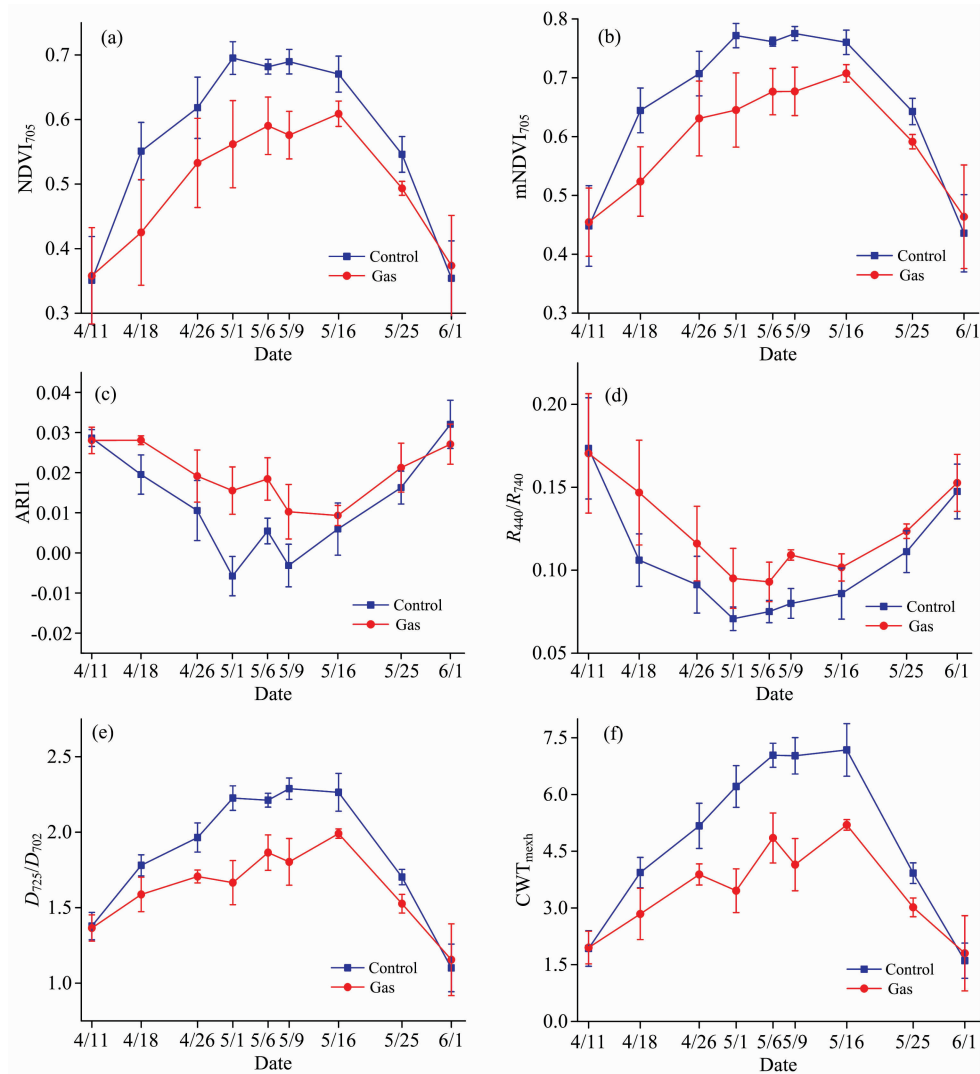 (a)
NDVI705
0.7
0.6
0.5
0.4
0.3
Control
Gas
4/11 4/18 4/26 5/1 5/6 5/9 5/16 5/25 6/1
Date
(b)
mNDVI705
0.8
0.7
0.6
0.5
0.4
0.3
Control
Gas
4/11 4/18 4/26 5/1 5/6 5/9 5/16 5/25 6/1
Date
(c)
ARI1
0.04
0.03
0.02
0.01
0.00
-0.01
-0.02
Control
Gas
4/11 4/18 4/26 5/1 5/6 5/9 5/16 5/25 6/1
Date
(d)
R440/R740
0.20
0.15
0.10
0.05
Control
Gas
4/11 4/18 4/26 5/1 5/6 5/9 5/16 5/25 6/1
Date
(e)
D725/D702
2.5
2.0
1.5
1.0
Control
Gas
4/11 4/18 4/26 5/1 5/6 5/9 5/16 5/25 6/1
Date
(f)
CWTmexh
7.5
6.0
4.5
3.0
1.5
0.0
Control
Gas
4/11 4/18 4/26 5/1 5/6 5/9 5/16 5/25 6/1
Date